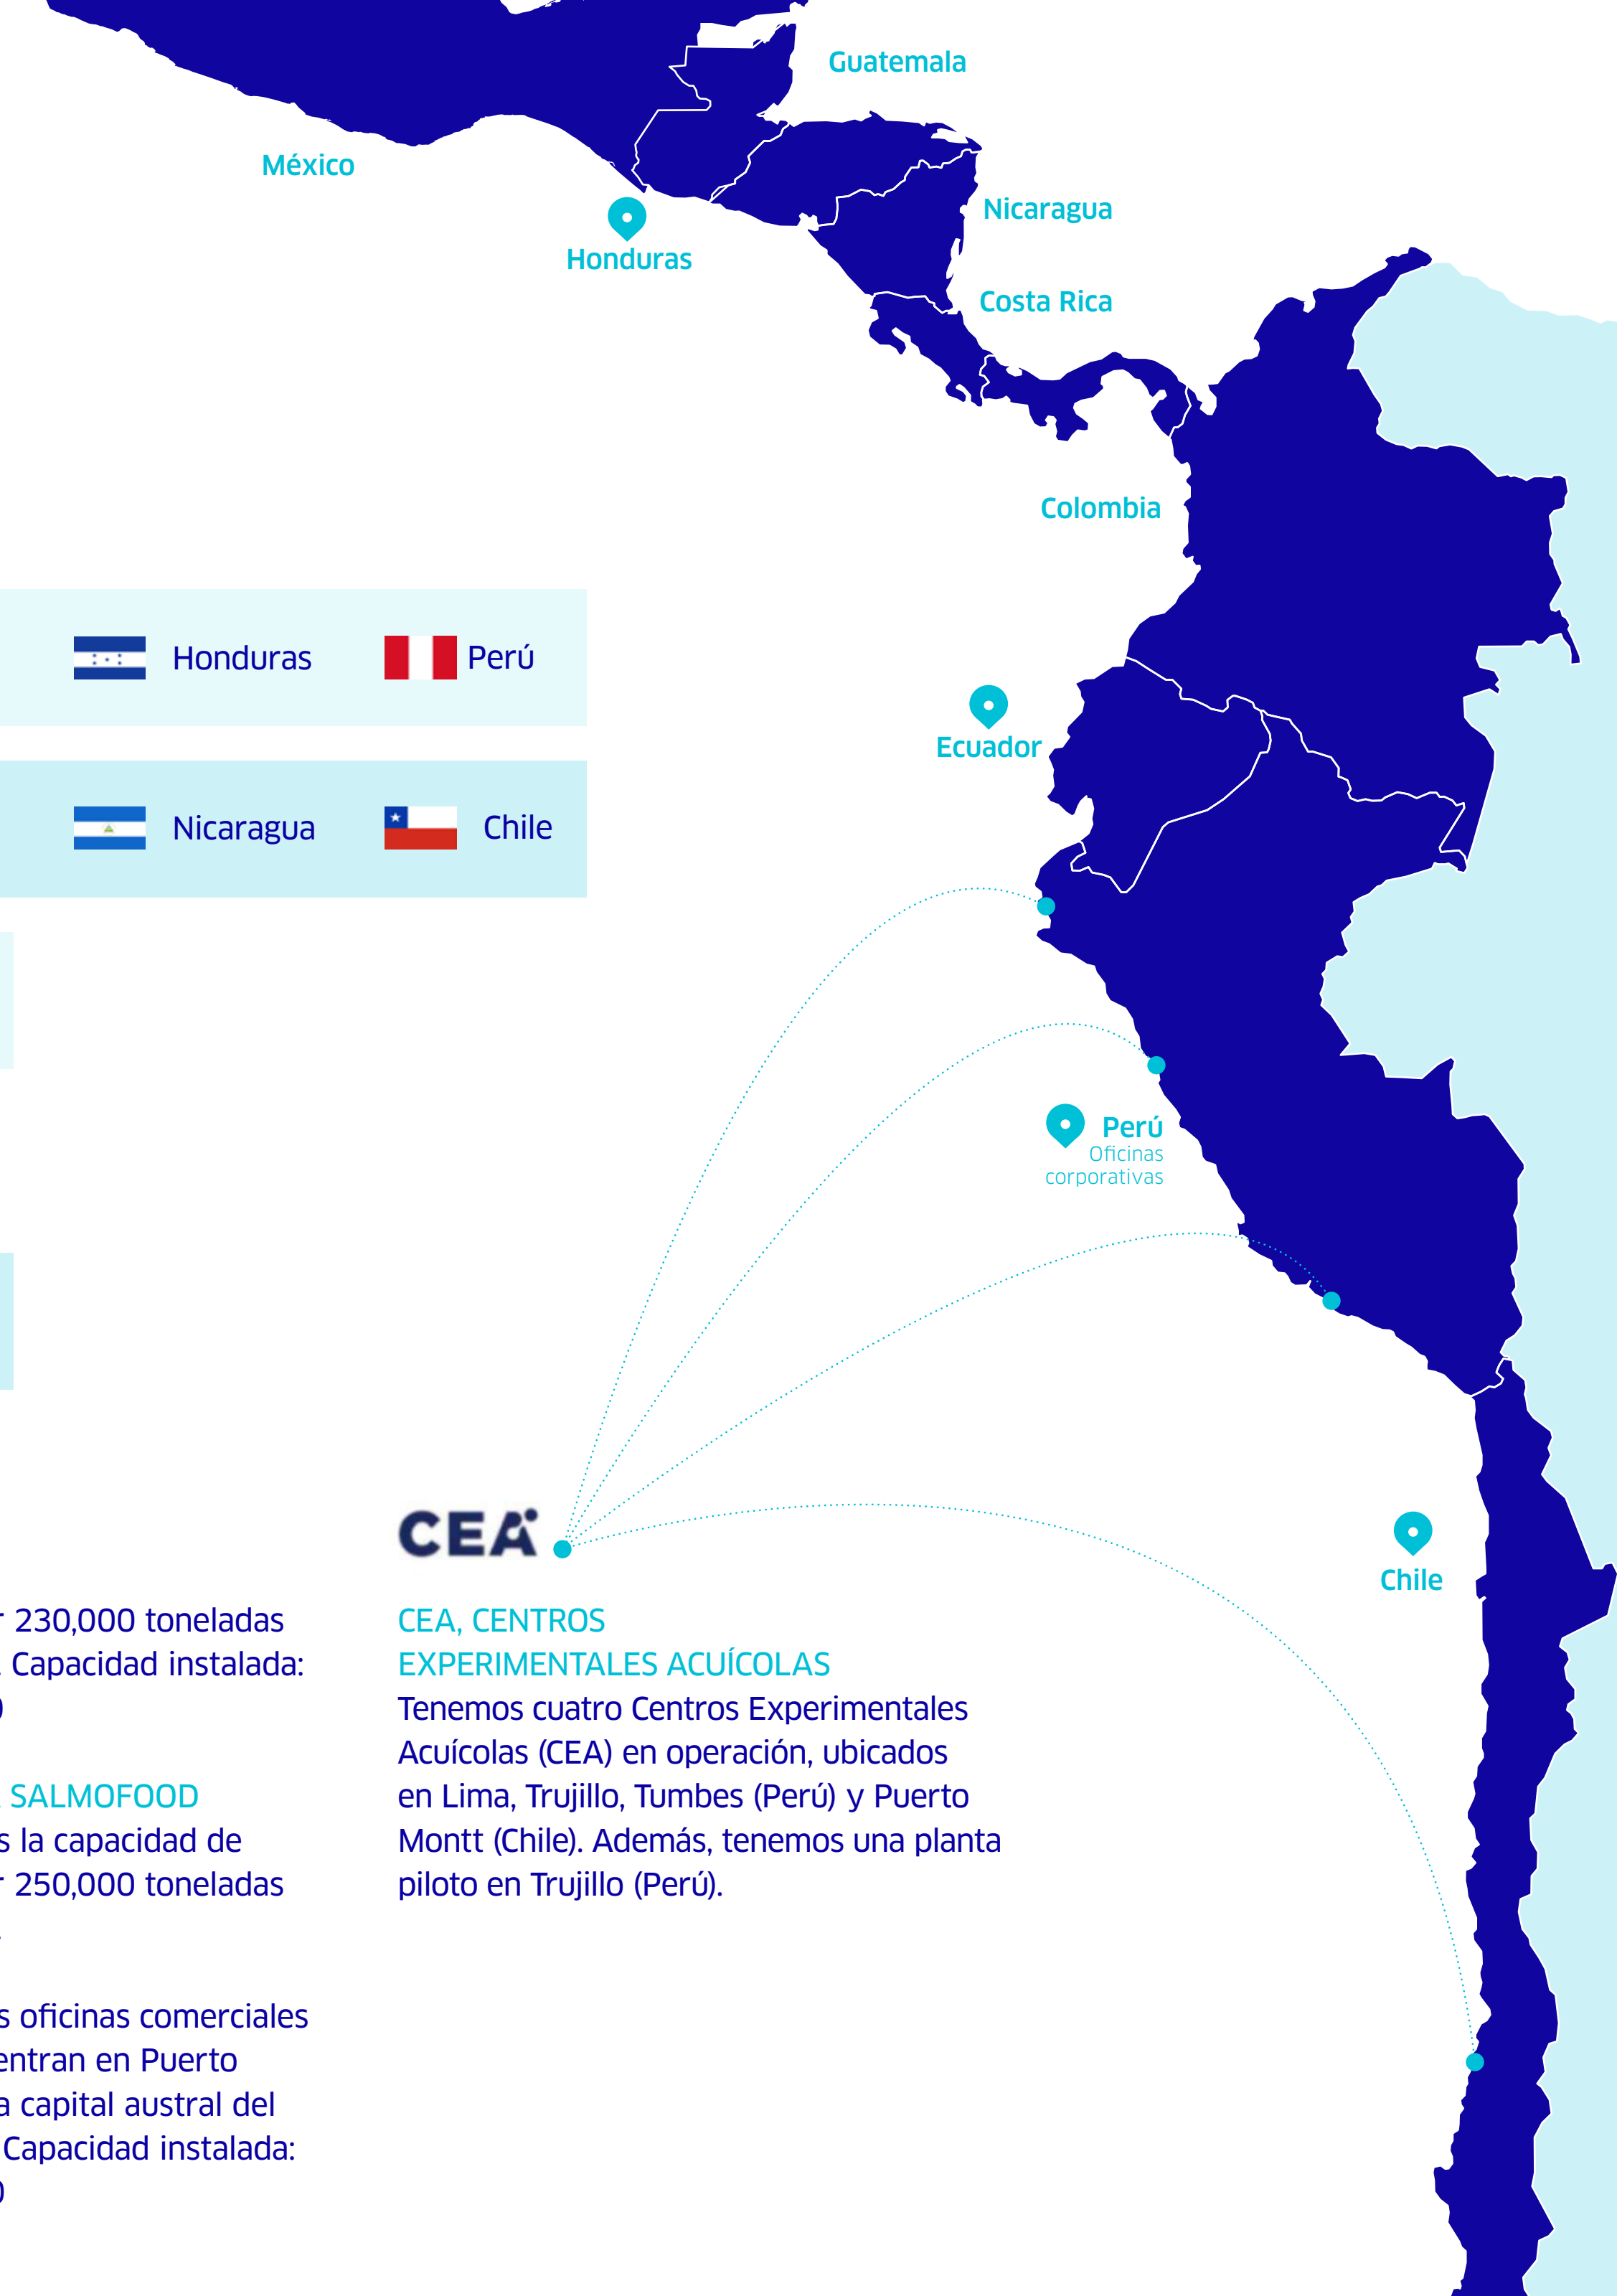 Guatemala
México
Nicaragua
Honduras
Costa Rica
Colombia
Honduras
Perú
Ecuador
Nicaragua
Chile
Perú
Oficinas
corporativas
CEA
Chile
230,000 toneladas
Capacidad instalada:
SALMOFOOD
la capacidad de
250,000 toneladas
oficinas comerciales
en Puerto
capital austral del
Capacidad instalada:
CEA, CENTROS
EXPERIMENTALES ACUÍCOLAS
Tenemos cuatro Centros Experimentales
Acuícolas (CEA) en operación, ubicados
en Lima, Trujillo, Tumbes (Perú) y Puerto
Montt (Chile). Además, tenemos una planta
piloto en Trujillo (Perú).